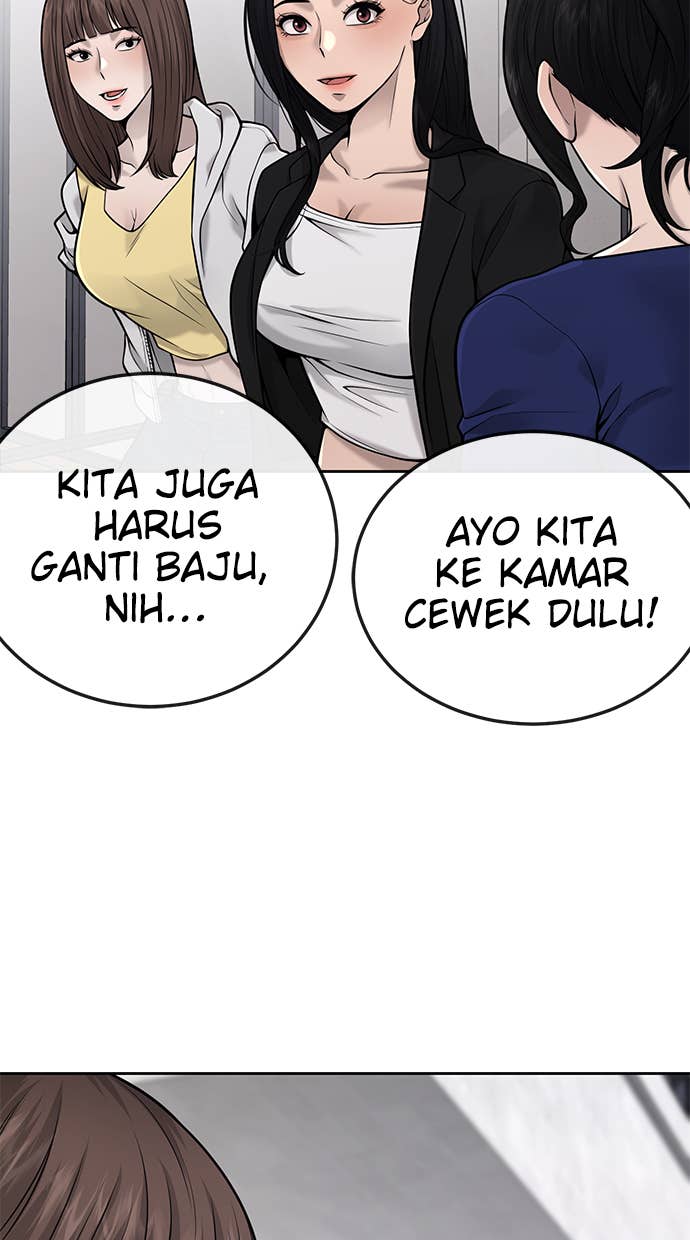 KITA JUGA
HARUS
GANTI BAJU,
NIH...
AYO KITA
KE KAMAR
CEWEK DULU!